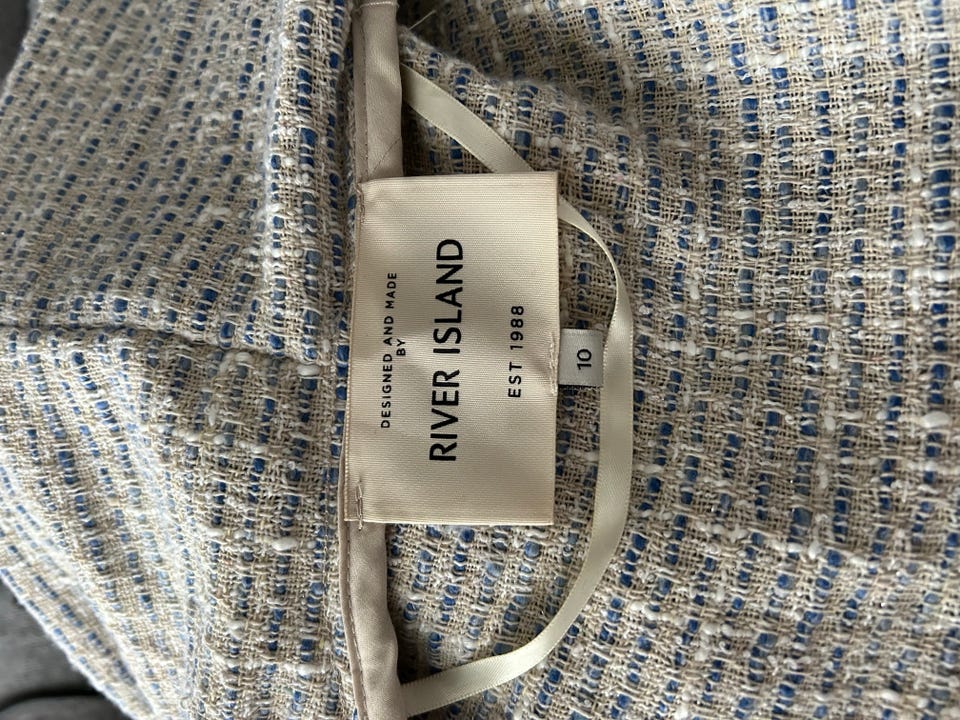 DESIGNED AND MADE
BY
RIVER ISLAND
EST 1988
10